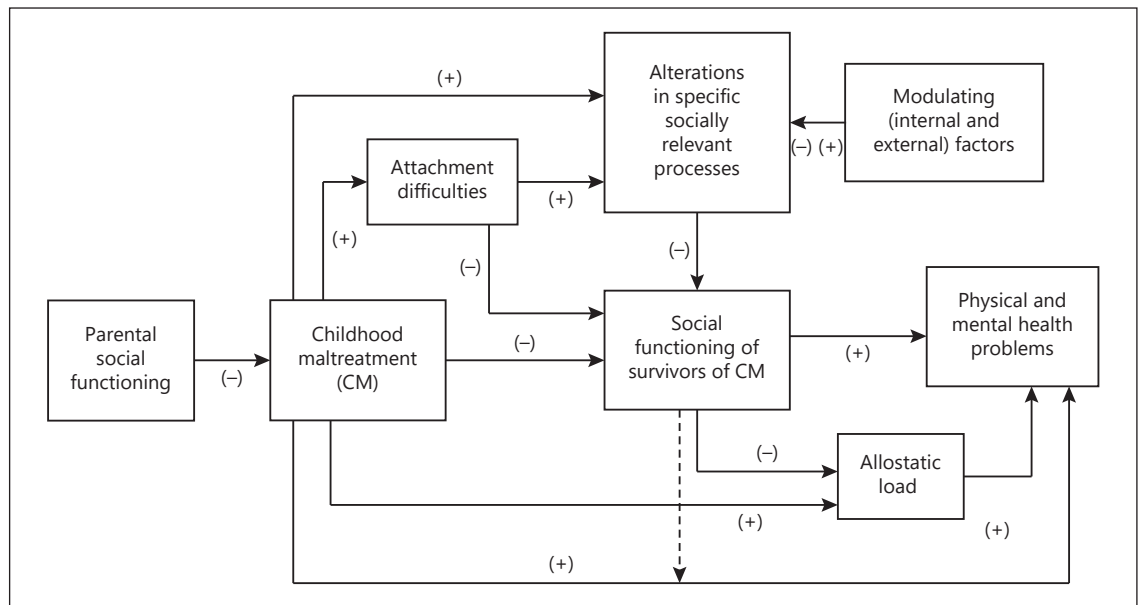 (+)
Alterations
in specific
socially
relevant
processes
Modulating
(internal and
external) factors
(–) (+)
Attachment
difficulties
(+)
(+)
(–)
(–)
Parental
social
functioning
(–)
Childhood
maltreatment
(CM)
(–)
Social
functioning of
survivors of CM
(+)
Physical and
mental health
problems
(–)
Allostatic
load
(+)
(+)
(+)